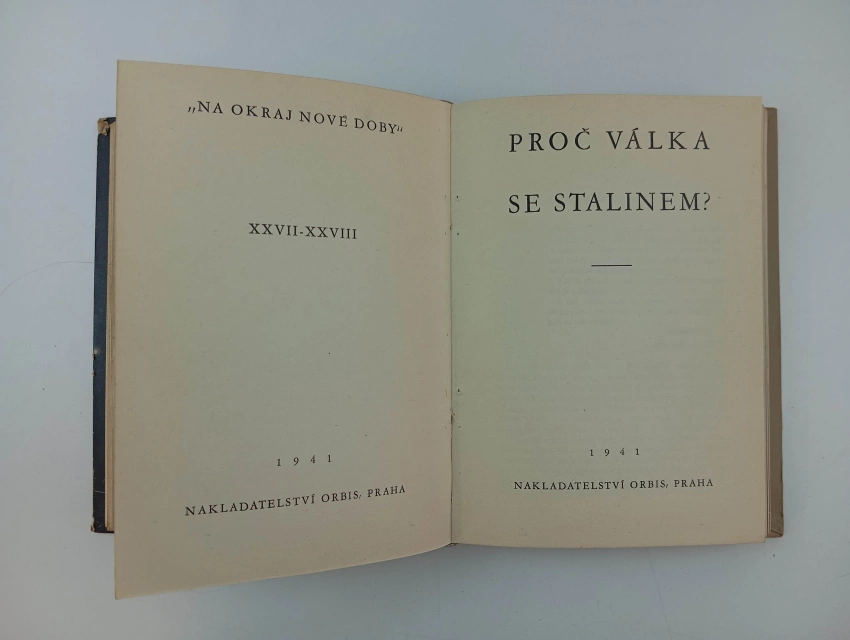 „NA OKRAJ NOVÉ DOBY“
XXVII-XXVIII
1941
NAKLADATELSTVÍ ORBIS, PRAHA
PROČ VÁLKA
SE STALINEM?
1941
NAKLADATELSTVÍ ORBIS, PRAHA